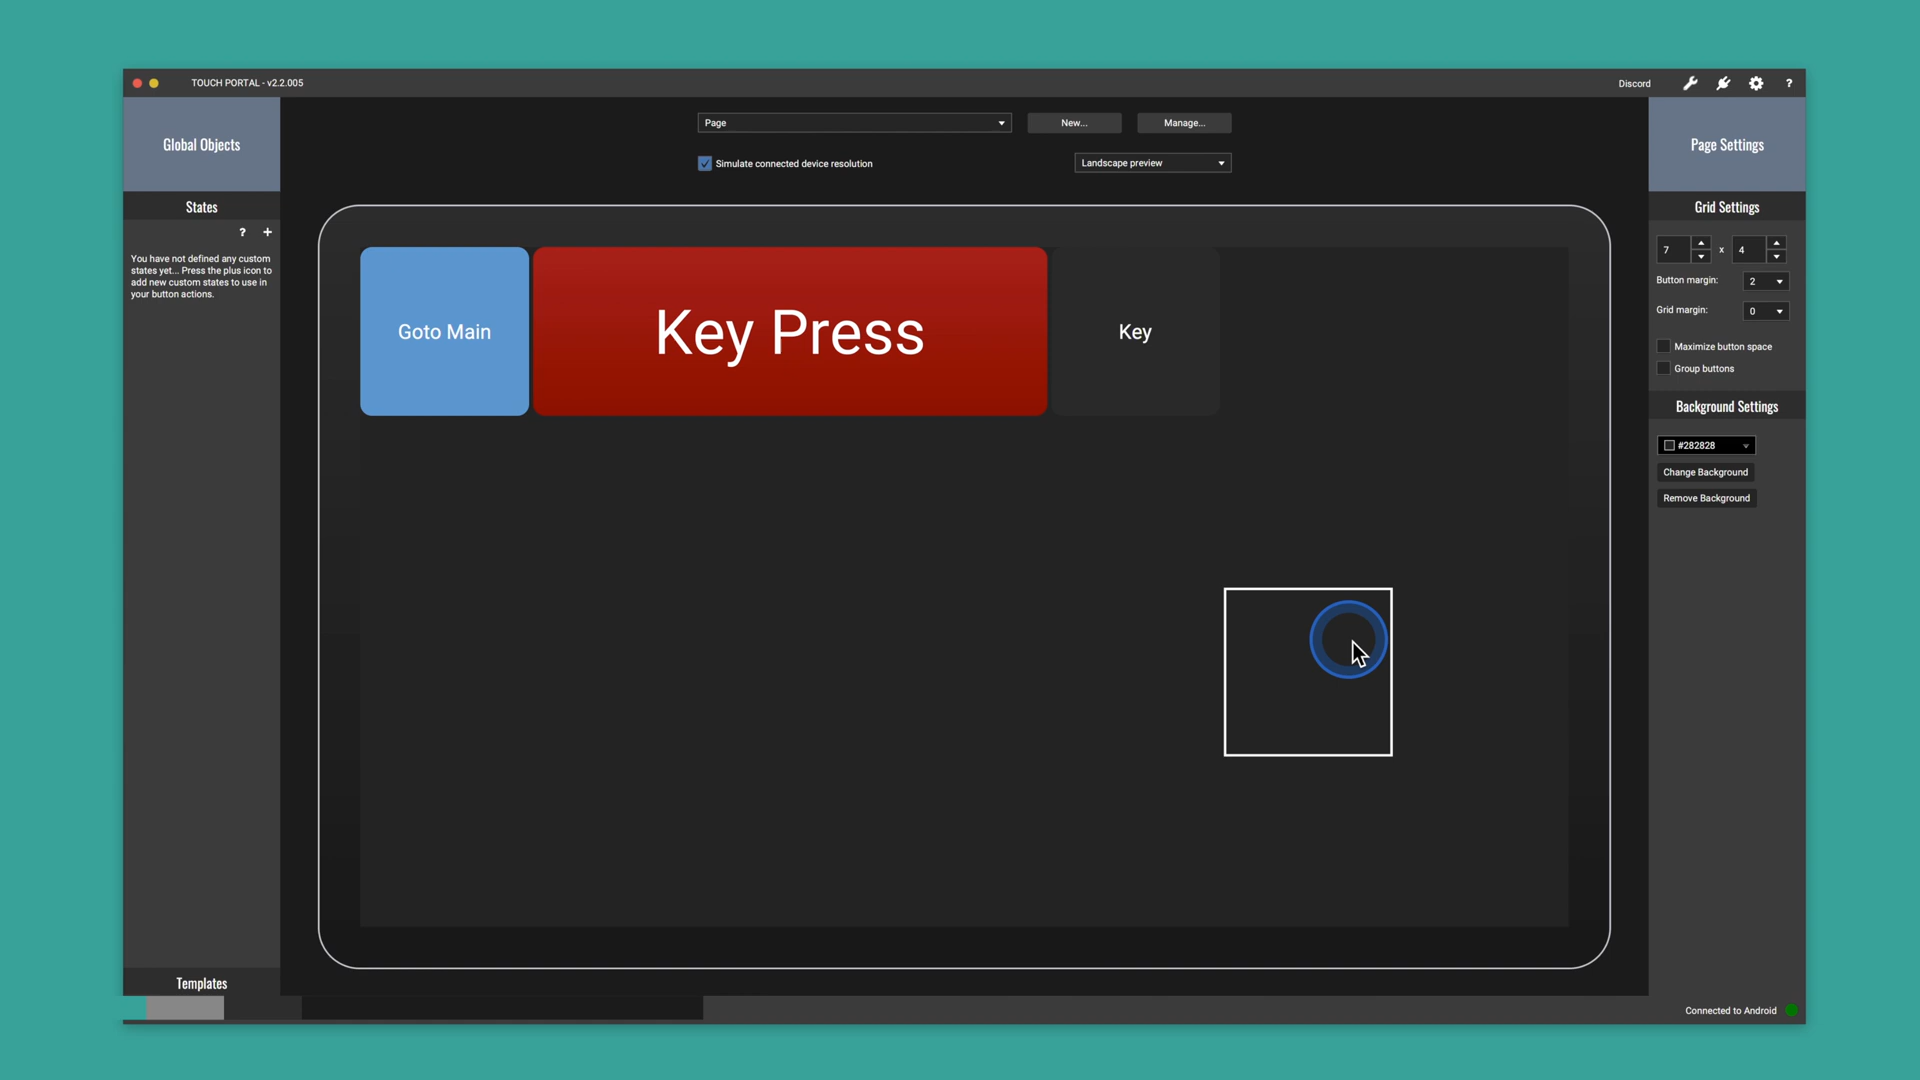 TOUCH PORTAL - v2.2.005
Discord
?
Global Objects
Page
New...
Manage...
Page Settings
Simulate connected device resolution
Landscape preview
States
? +
You have not defined any custom
states yet... Press the plus icon to
add new custom states to use in
your button actions.
Goto Main
Key Press
Key
Grid Settings
7 x 4
Button margin: 2
Grid margin: 0
Maximize button space
Group buttons
Background Settings
#282828
Change Background
Remove Background
Templates
Connected to Android